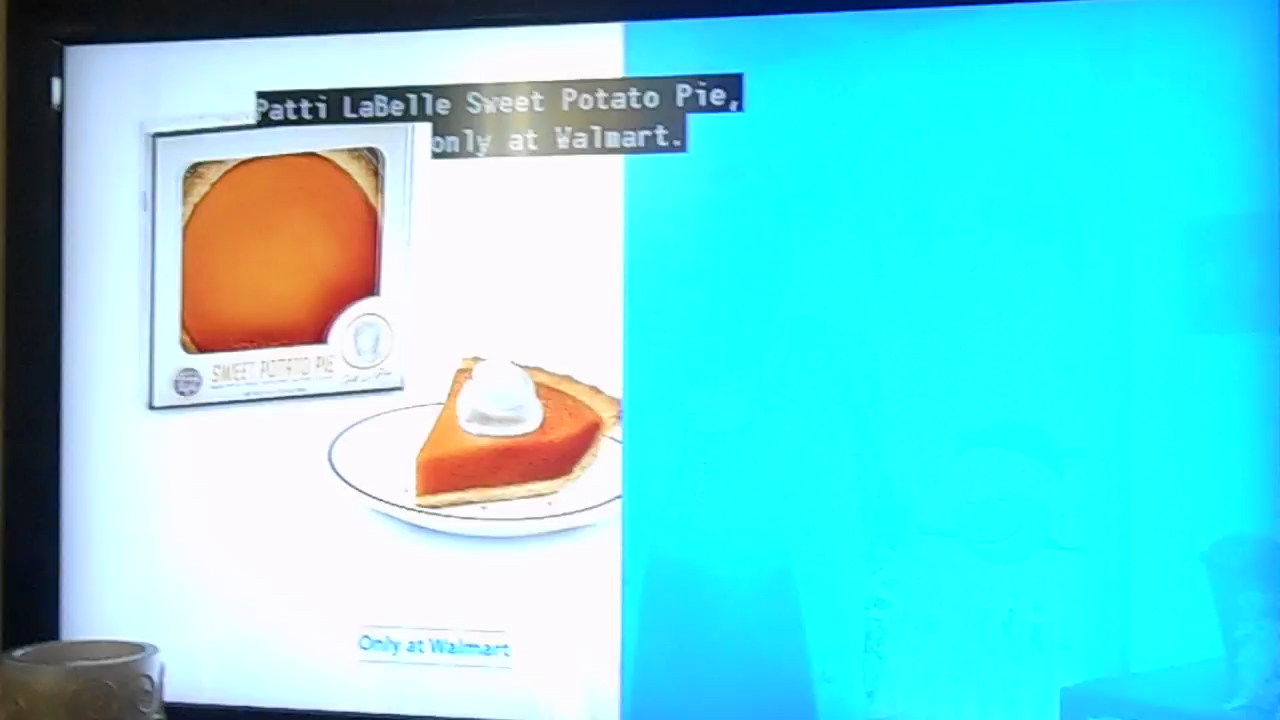 Patti LaBelle Sweet Potato Pie,
only at Walmart.
SWEET POTATO PIE
Only at Walmart